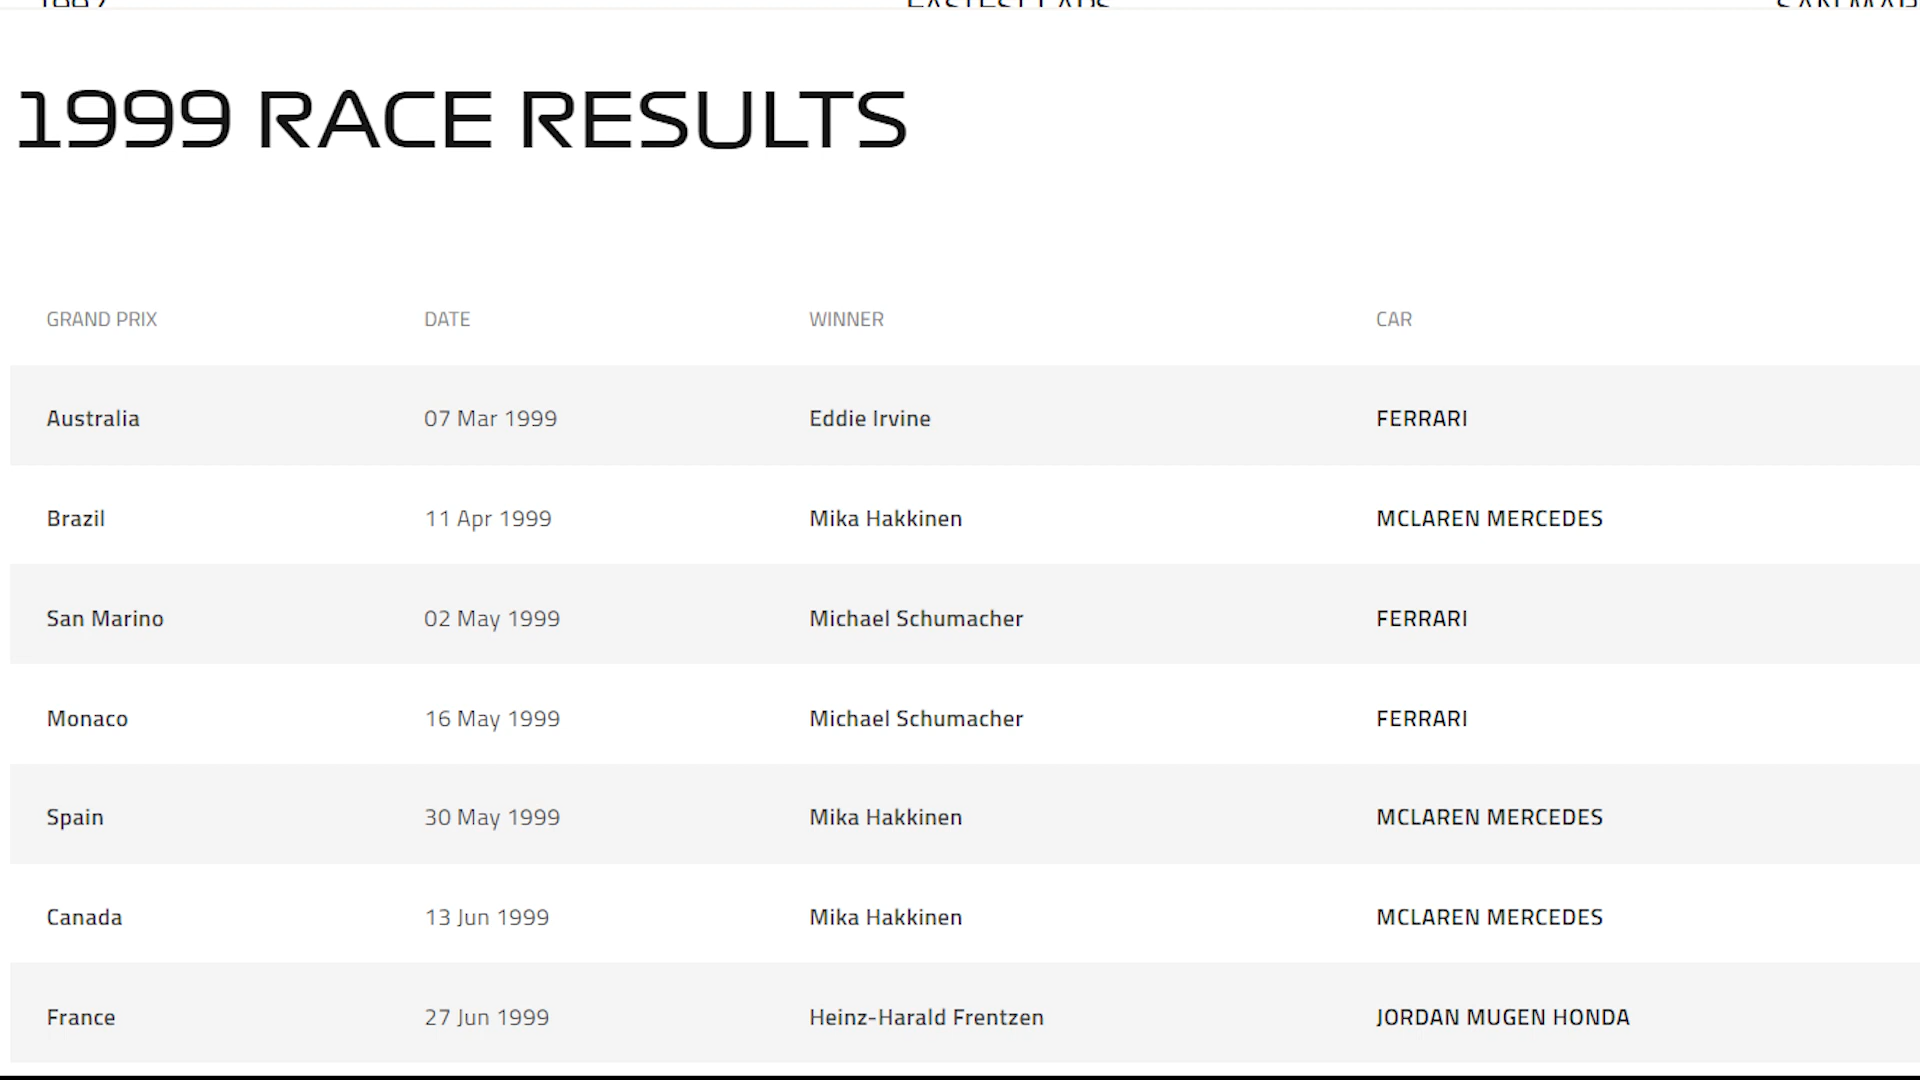 1999 RACE RESULTS
GRAND PRIX DATE WINNER CAR
Australia 07 Mar 1999 Eddie Irvine FERRARI
Brazil 11 Apr 1999 Mika Hakkinen MCLAREN MERCEDES
San Marino 02 May 1999 Michael Schumacher FERRARI
Monaco 16 May 1999 Michael Schumacher FERRARI
Spain 30 May 1999 Mika Hakkinen MCLAREN MERCEDES
Canada 13 Jun 1999 Mika Hakkinen MCLAREN MERCEDES
France 27 Jun 1999 Heinz-Harald Frentzen JORDAN MUGEN HONDA